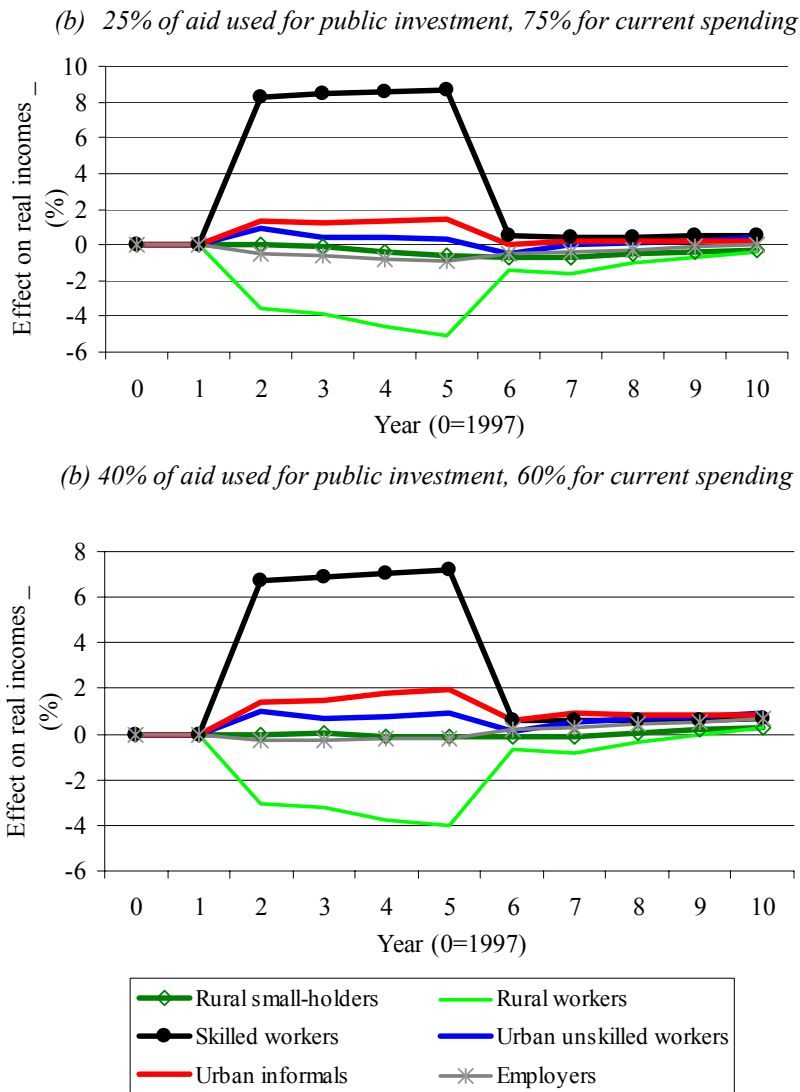 (b) 25% of aid used for public investment, 75% for current spending
10
8
6
4
2
0
-2
-4
-6
Effect on real incomes _
(%)
0 1 2 3 4 5 6 7 8 9 10
Year (0=1997)
(b) 40% of aid used for public investment, 60% for current spending
8
6
4
2
0
-2
-4
-6
Effect on real incomes _
(%)
0 1 2 3 4 5 6 7 8 9 10
Year (0=1997)
Rural small-holders Rural workers
Skilled workers Urban unskilled workers
Urban informals Employers